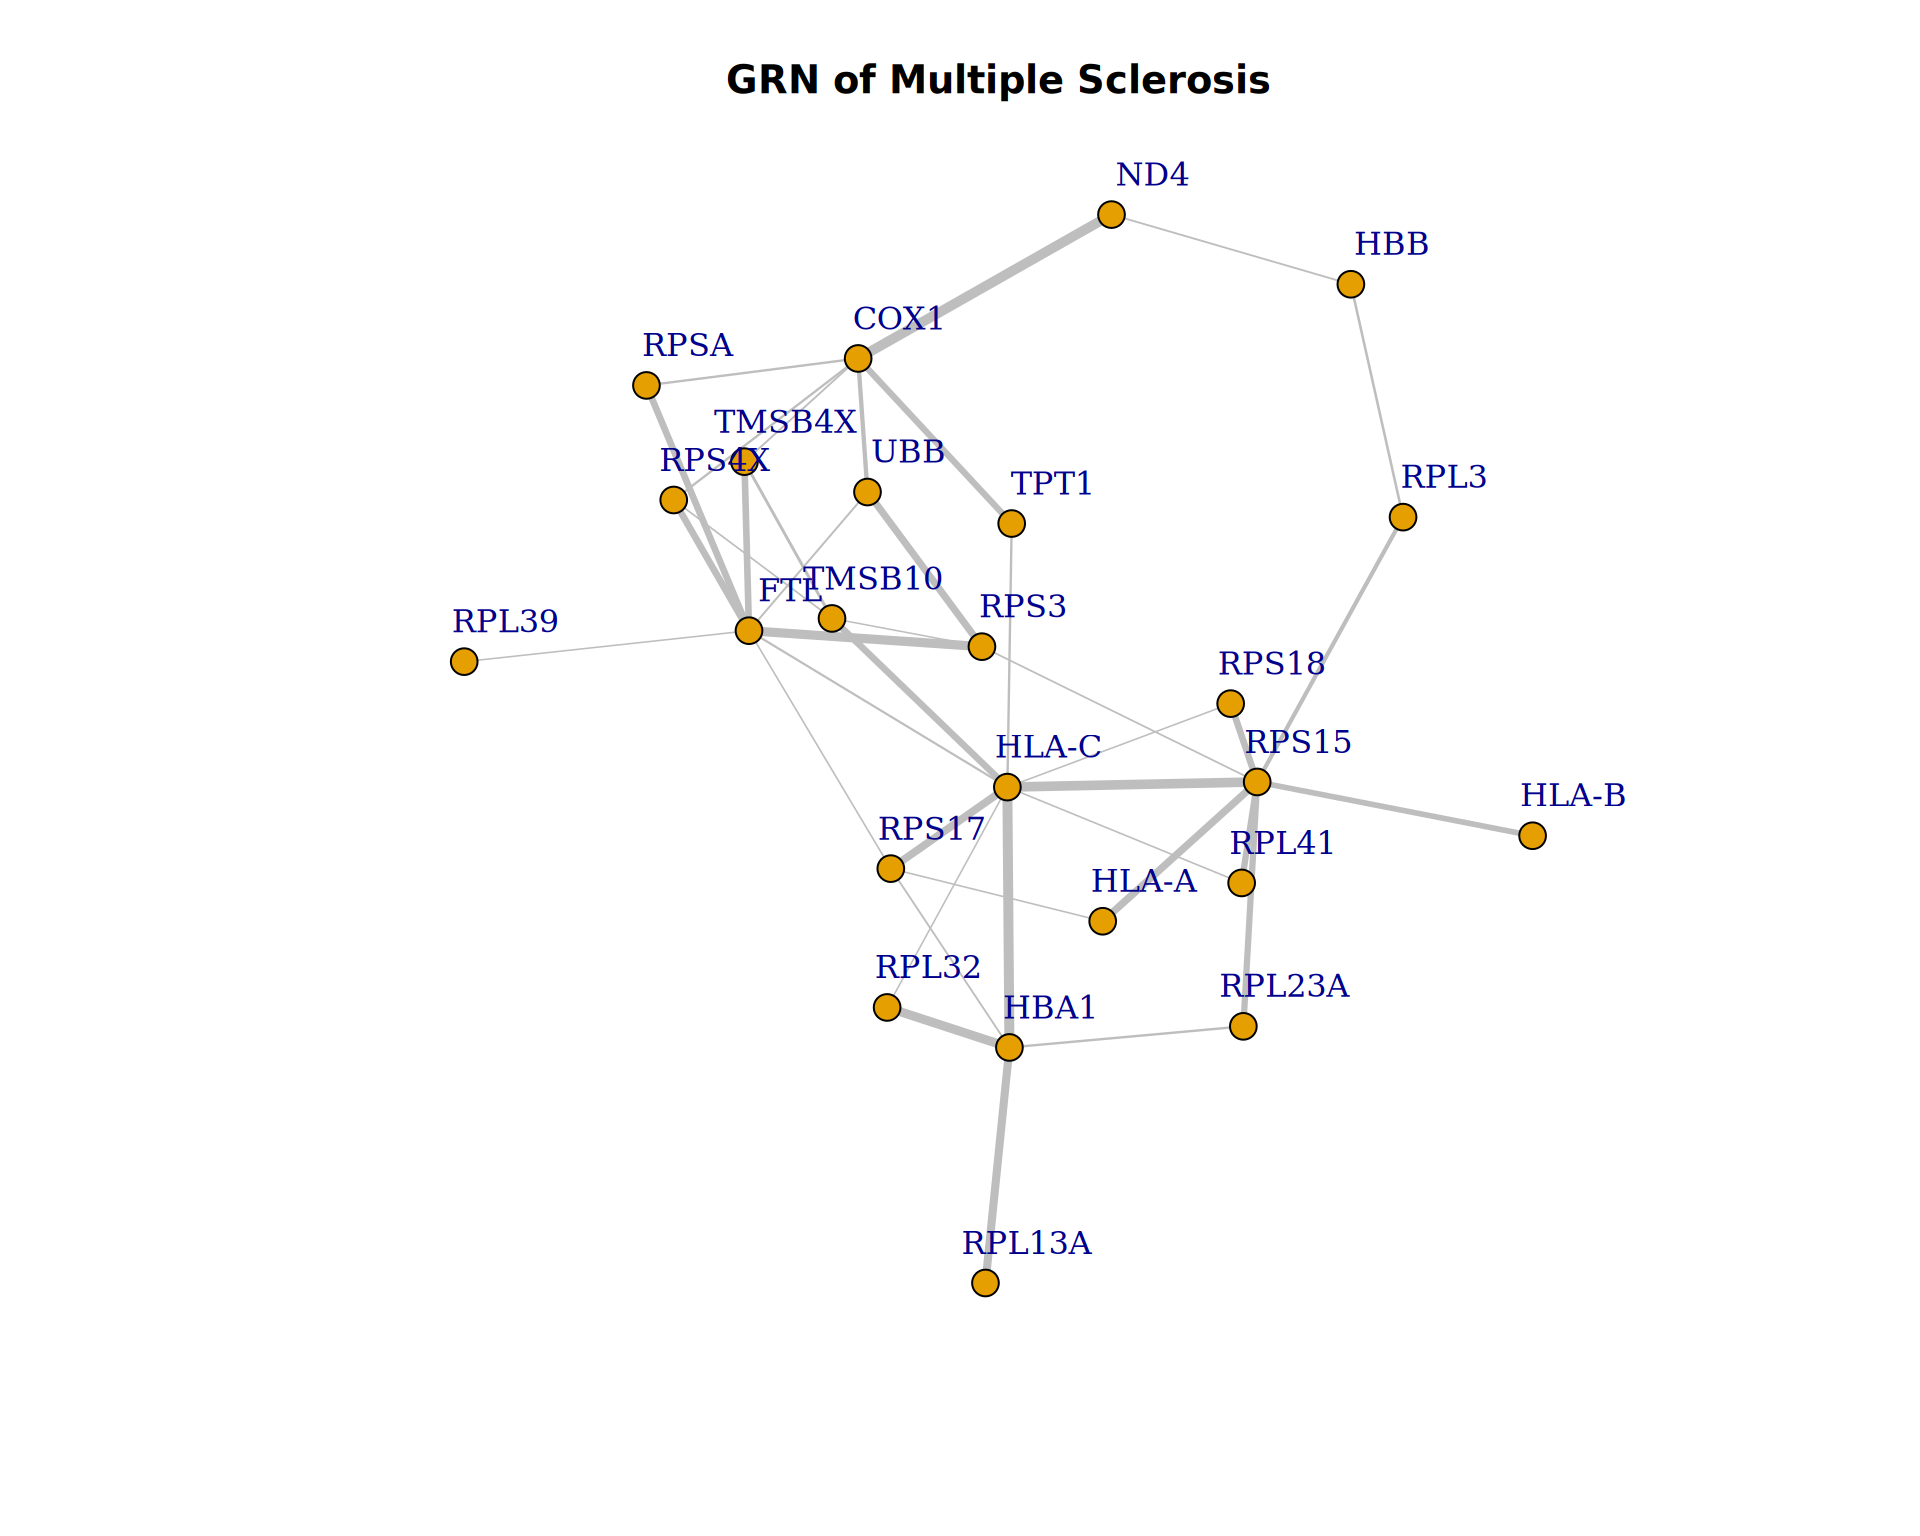 GRN of Multiple Sclerosis
ND4
HBB
COX1
RPSA
TMSB4X
UBB
RPS4X
RPL3
TPT1
TMSB10
FTL
RPS3
RPL39
RPS18
RPS15
HLA-C
HLA-B
RPS17
RPL41
HLA-A
RPL32
RPL23A
HBA1
RPL13A